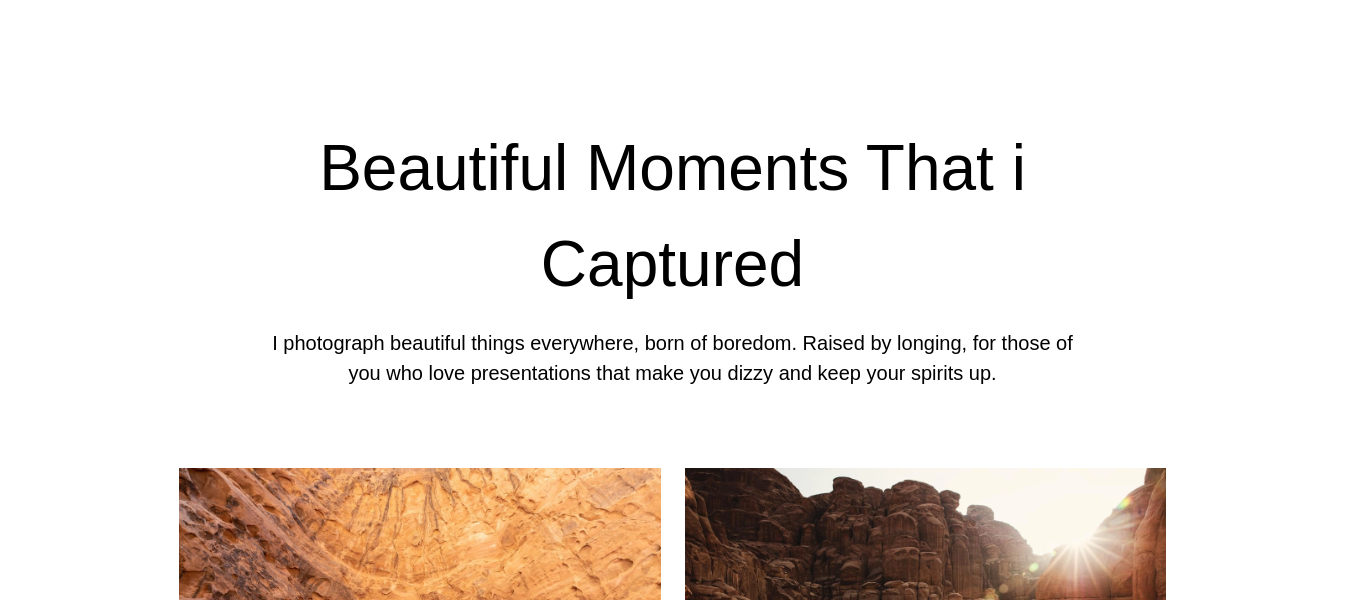 Beautiful Moments That i
Captured
I photograph beautiful things everywhere, born of boredom. Raised by longing, for those of
you who love presentations that make you dizzy and keep your spirits up.